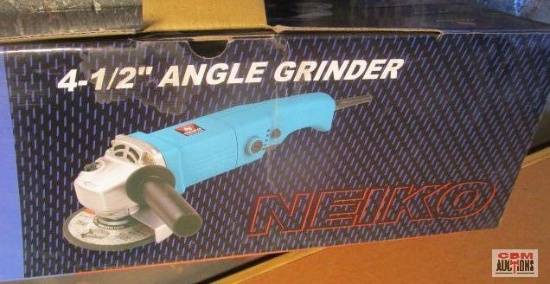 4-1/2" ANGLE GRINDER
NEIKO
CBM
AUCTIONS